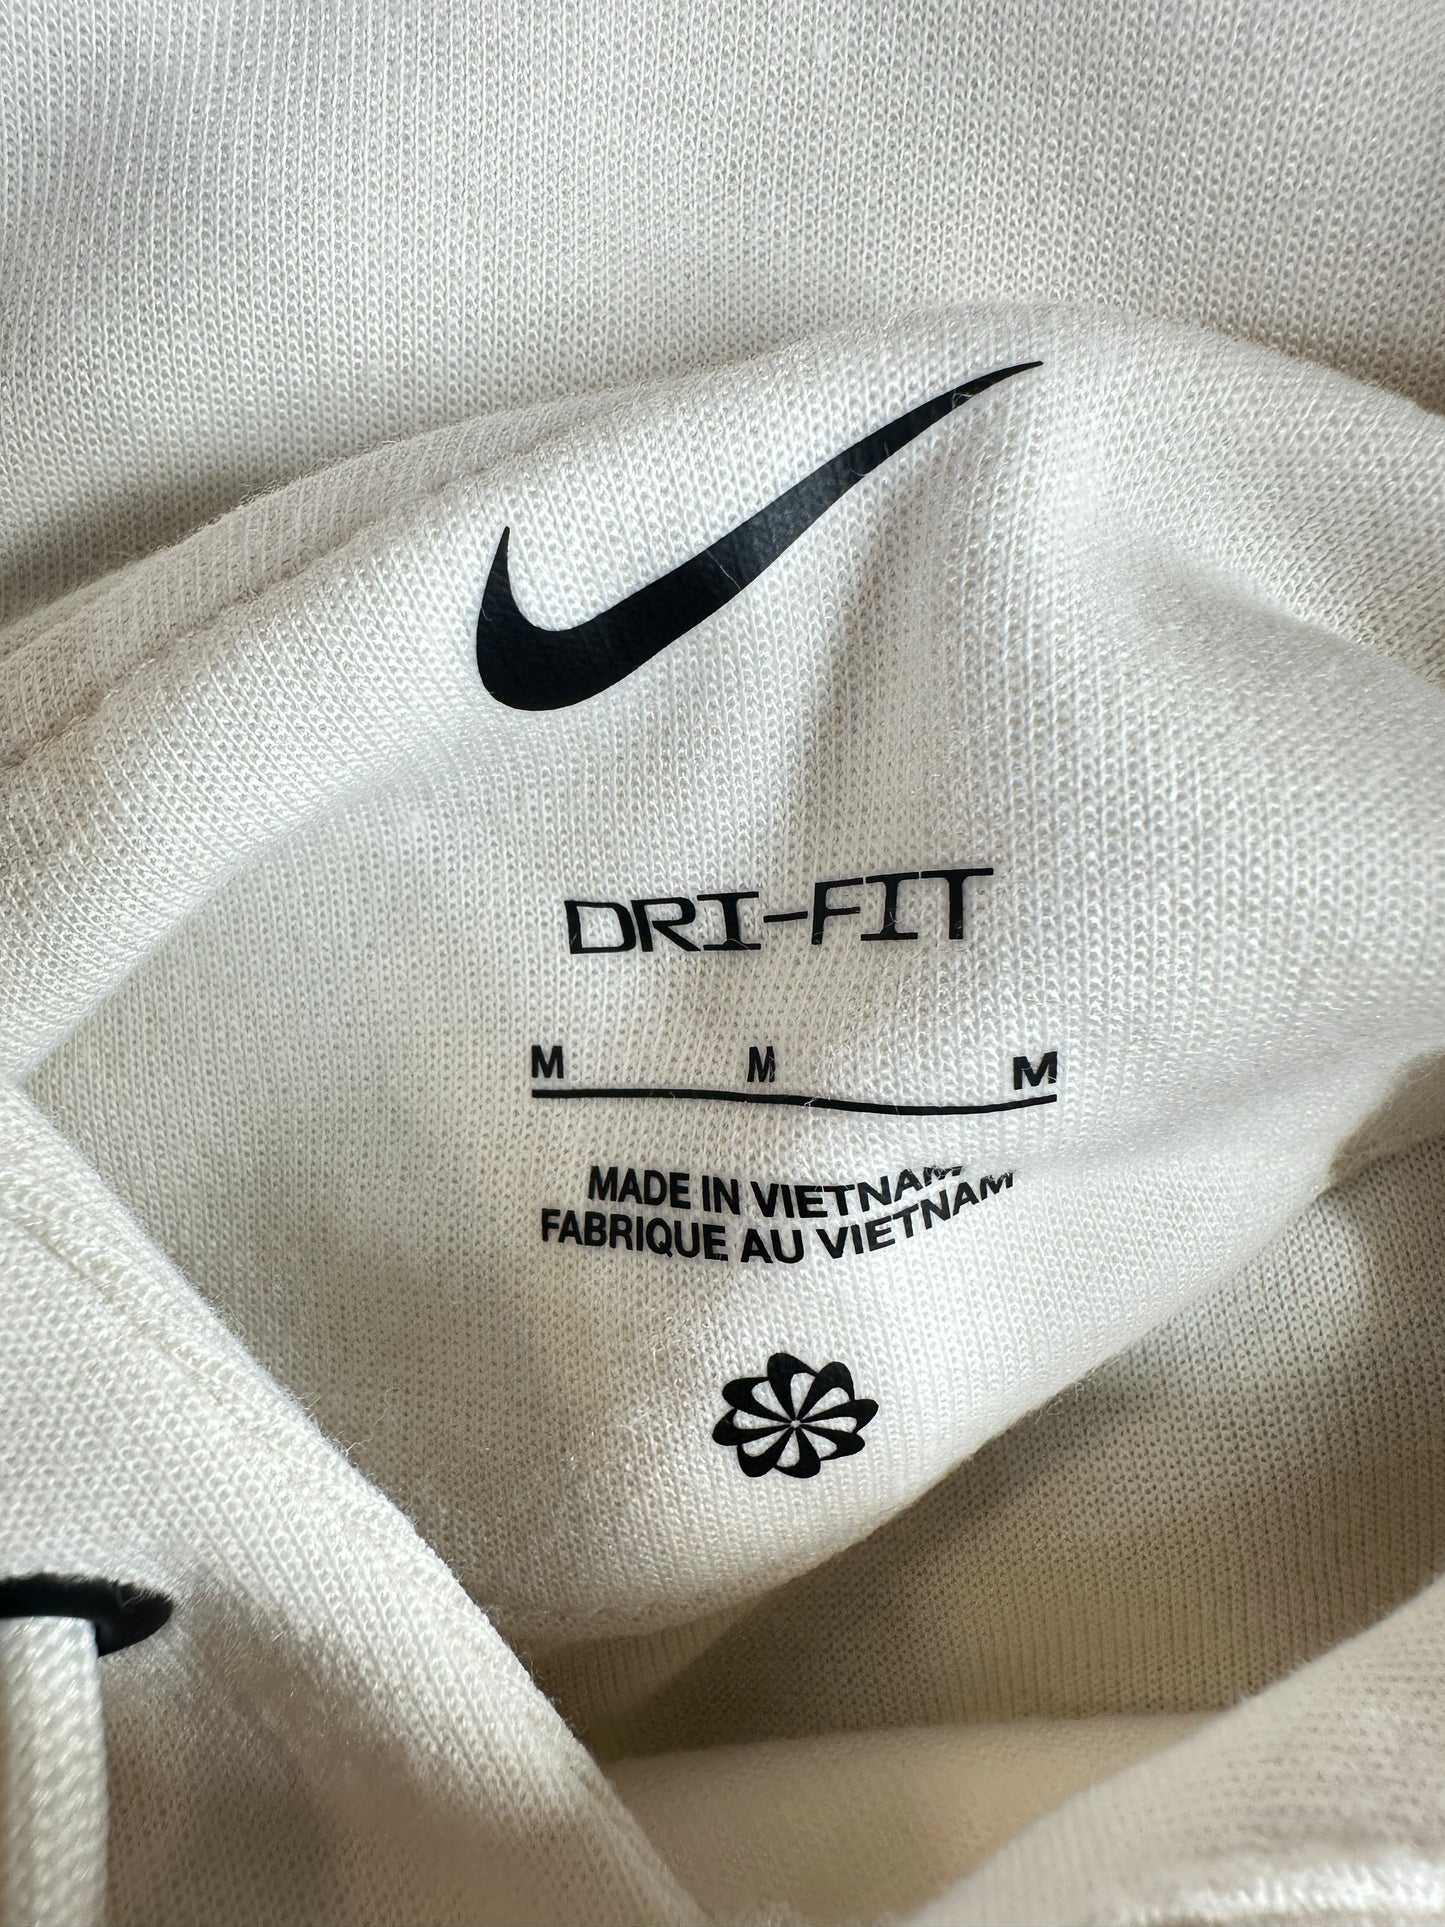 DRI-FIT
M M M
MADE IN VIETNAM
FABRIQUE AU VIETNAM